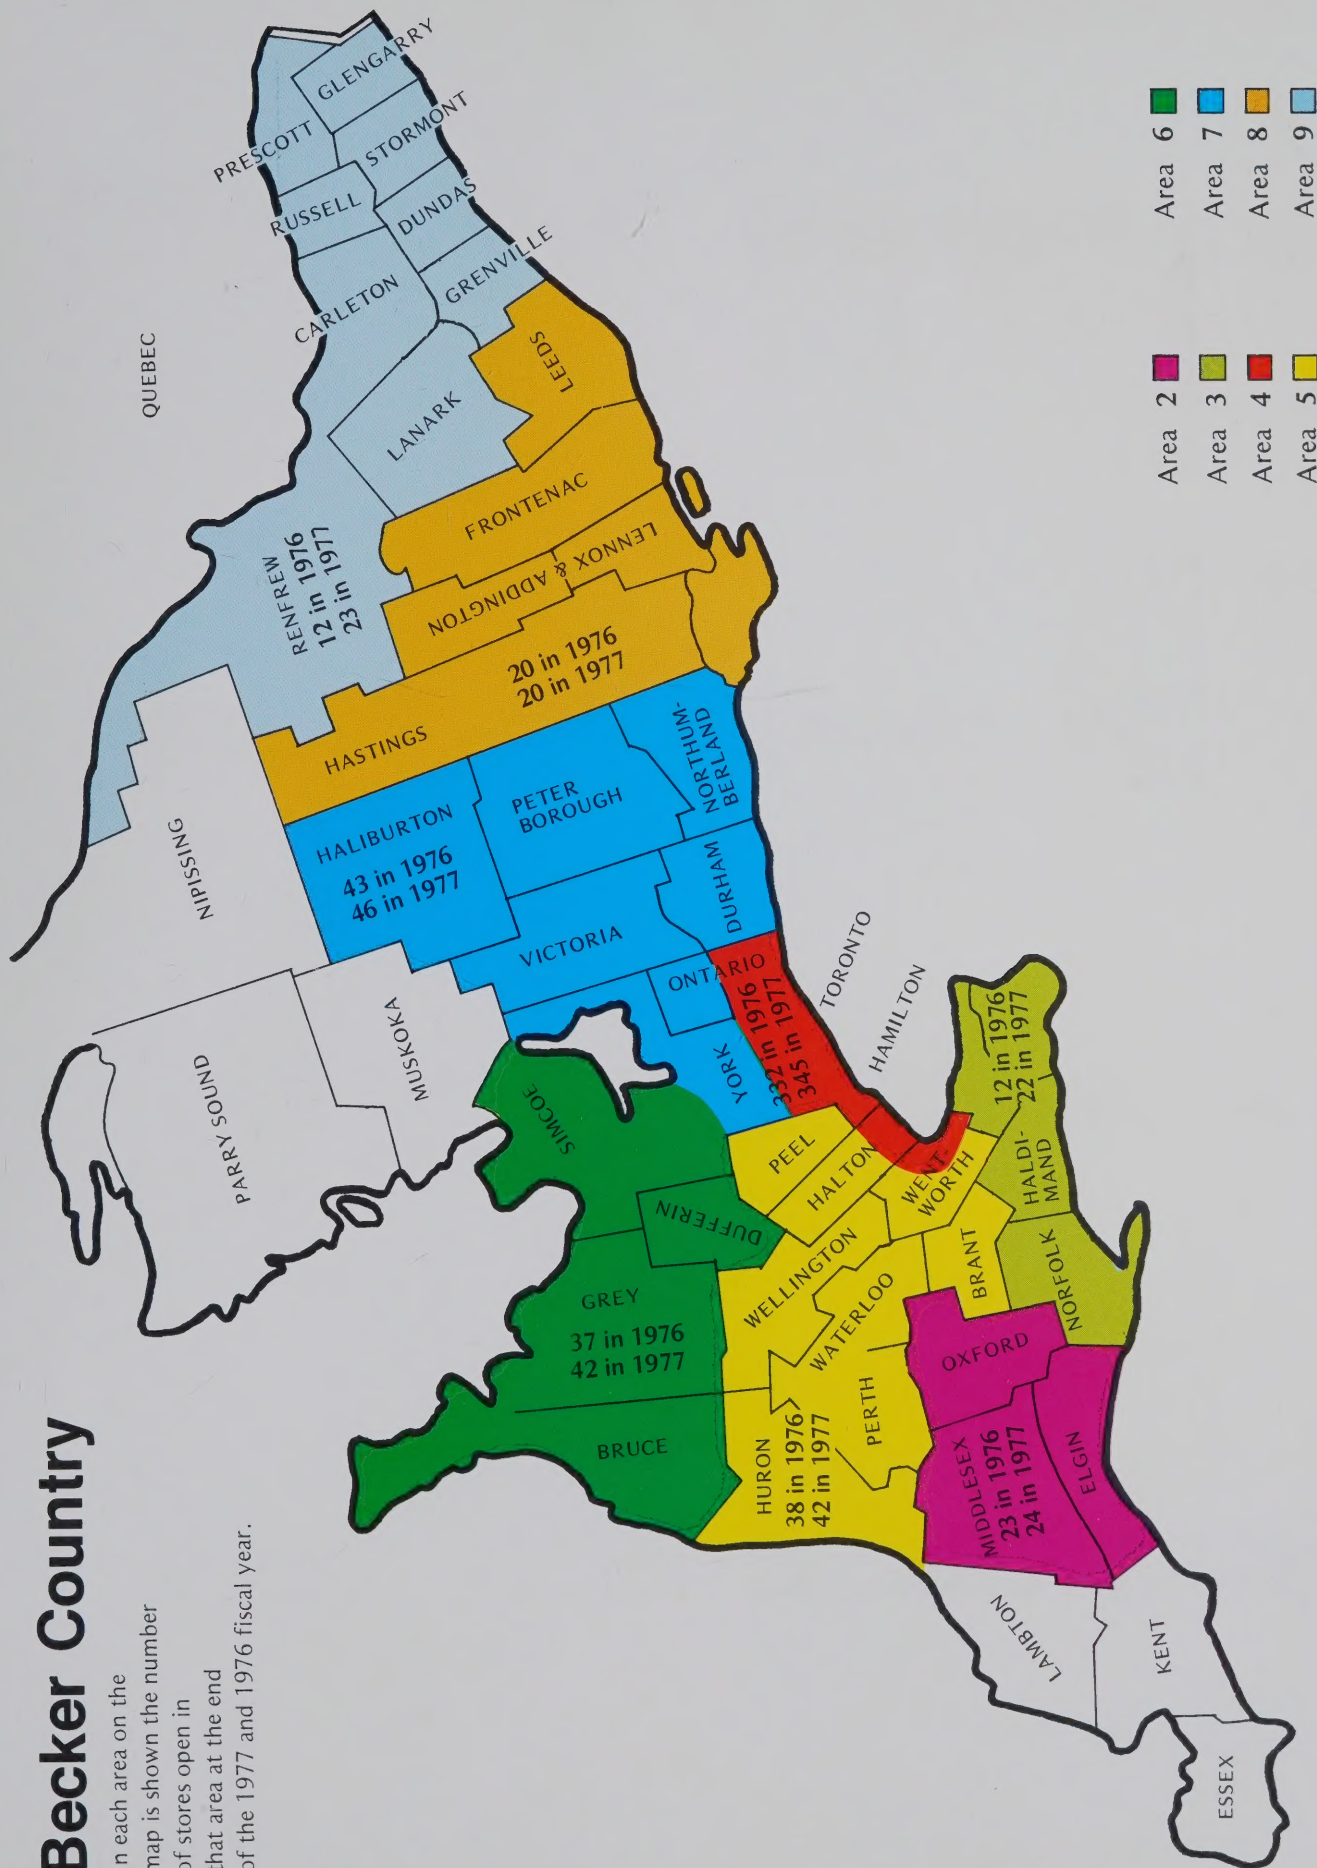 Becker Country
n each area on the
map is shown the number
of stores open in
that area at the end
of the 1977 and 1976 fiscal year.
QUEBEC
PRESCOTT
GLENGARRY
RUSSELL
STORMONT
DUNDAS
CARLETON
GRENVILLE
LANARK
LEEDS
RENFREW
12 in 1976
23 in 1977
FRONTENAC
LENNOX & ADDINGTON
HASTINGS
20 in 1976
20 in 1977
NIPISSING
HALIBURTON
43 in 1976
46 in 1977
PETER
BOROUGH
NORTHUM-
BERLAND
VICTORIA
DURHAM
ONTARIO
YORK
332 in 1976
345 in 1977
TORONTO
HAMILTON
PARRY SOUND
MUSKOKA
SIMCOE
DUFFERIN
GREY
37 in 1976
42 in 1977
BRUCE
PEEL
HALTON
WENT-
WORTH
WELLINGTON
WATERLOO
BRANT
HURON
38 in 1976
42 in 1977
PERTH
12 in 1976
22 in 1977
HALDI-
MAND
NORFOLK
OXFORD
MIDDLESEX
23 in 1976
24 in 1977
ELGIN
LAMBTON
KENT
ESSEX
Area 2
Area 3
Area 4
Area 5
Area 6
Area 7
Area 8
Area 9